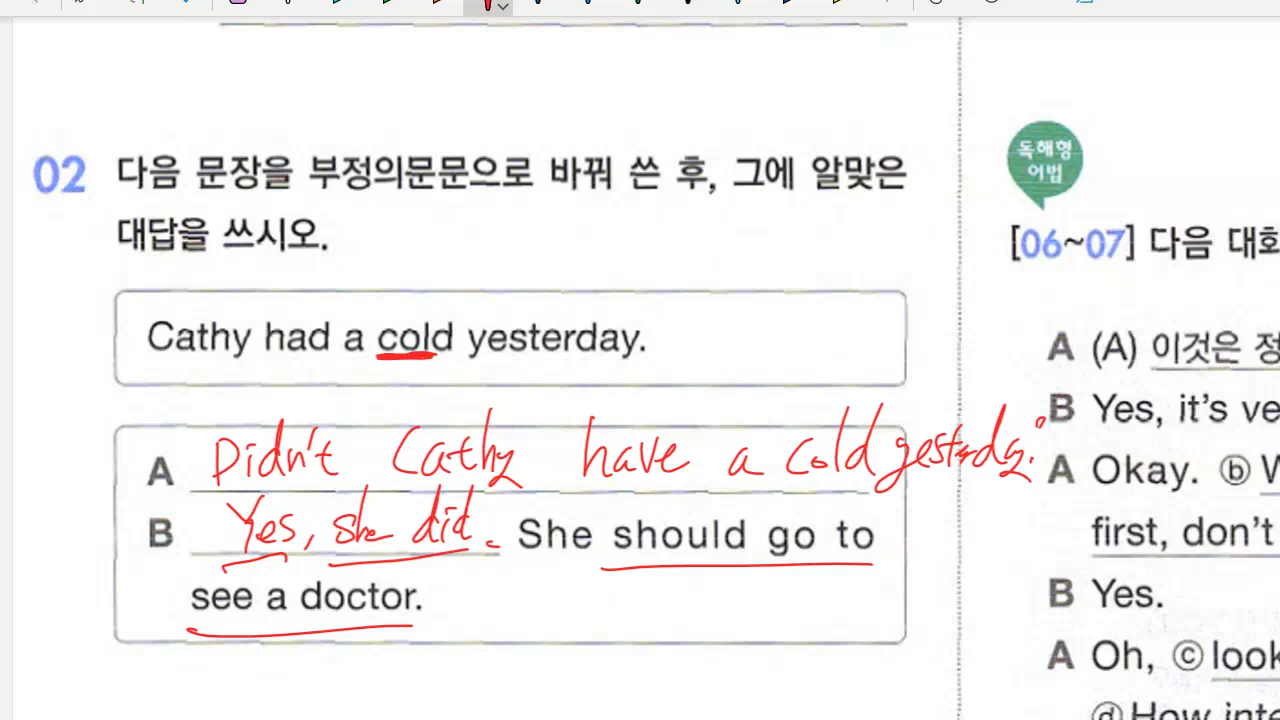 02 다음 문장을 부정의문문으로 바꿔 쓴 후, 그에 알맞은
대답을 쓰시오.
Cathy had a cold yesterday.
A Didn't Cathy have a cold yesterday?
B Yes, she did. She should go to
see a doctor.
독해형
어법
[06~07] 다음 대화
A (A) 이것은 정
B Yes, it's ve
A Okay. ⓑ W
first, don't
B Yes.
A Oh, ⓒ look
ⓓ How inte